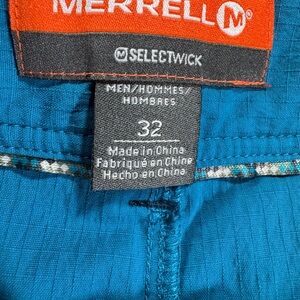 MERRELL M®
M SELECTWICK
MEN/HOMMES/
HOMBRES
32
Made in China
Fabriqué en Chine
Hecho en China